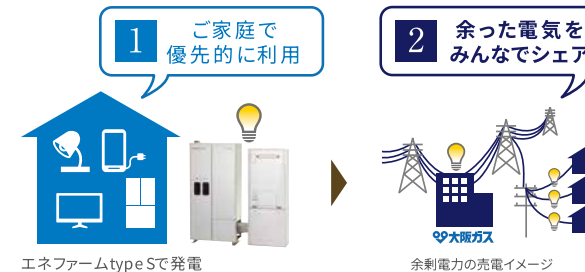 1
ご家庭で
優先的に利用
2
余った電気を
みんなでシェア
大阪ガス
エネファームtype Sで発電
余剰電力の売電イメージ